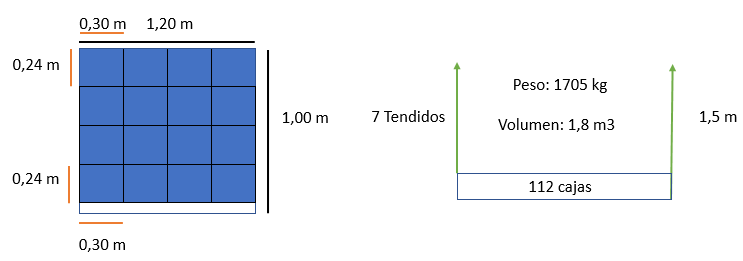 0,30 m 1,20 m
0,24 m
1,00 m
0,24 m
0,30 m
Peso: 1705 kg
7 Tendidos
Volumen: 1,8 m3
1,5 m
112 cajas